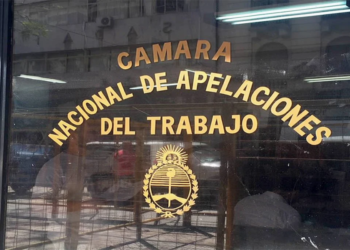 CAMARA
NACIONAL DE APELACIONES
DEL TRABAJO